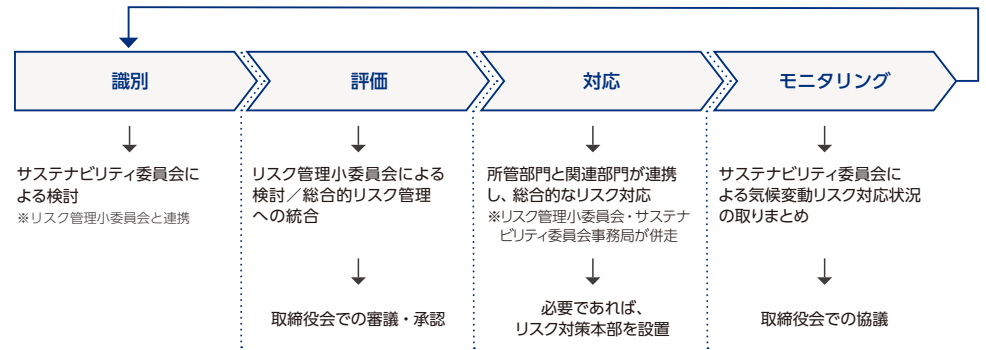 識別
評価
対応
モニタリング
サステナビリティ委員会に
よる検討
※リスク管理小委員会と連携
リスク管理小委員会による
検討／総合的リスク管理
への統合
取締役会での審議・承認
所管部門と関連部門が連携
し、総合的なリスク対応
※リスク管理小委員会・サステナ
ビリティ委員会事務局が併走
必要であれば、
リスク対策本部を設置
サステナビリティ委員会に
よる気候変動リスク対応状況
の取りまとめ
取締役会での協議